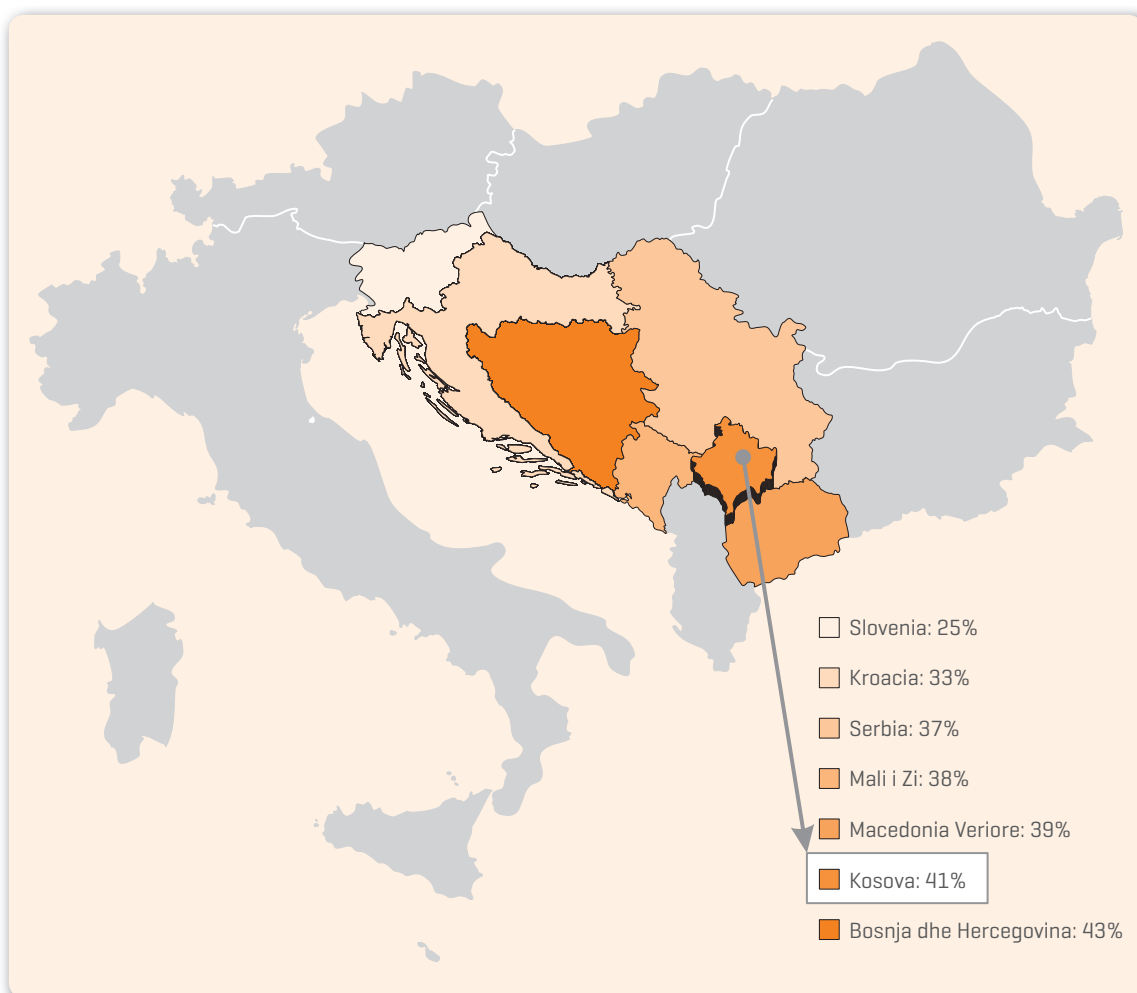 Slovenia: 25%
Kroacia: 33%
Serbia: 37%
Mali i Zi: 38%
Macedonia Veriore: 39%
Kosova: 41%
Bosnja dhe Hercegovina: 43%